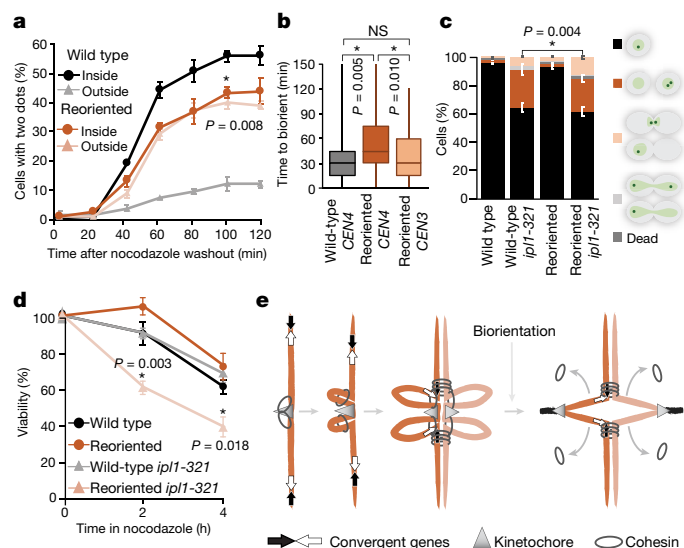 a
Cells with two dots (%)
60
50
40
30
20
10
0
Wild type
Inside
Outside
Reoriented
Inside
Outside
*
P = 0.008
0 20 40 60 80 100 120
Time after nocodazole washout (min)
b
NS
* *
P = 0.005
P = 0.010
Time to biorient (min)
150
120
90
60
30
0
Wild-type CEN4
Reoriented CEN4
Reoriented CEN3
c
P = 0.004
*
Cells (%)
100
80
60
40
20
0
Wild type
Wild-type ipl1-321
Reoriented
Reoriented ipl1-321
Dead
d
Viability (%)
100
80
60
40
20
0
P = 0.003
*
*
P = 0.018
Wild type
Reoriented
Wild-type ipl1-321
Reoriented ipl1-321
0 2 4
Time in nocodazole (h)
e
Biorientation
Convergent genes
Kinetochore
Cohesin